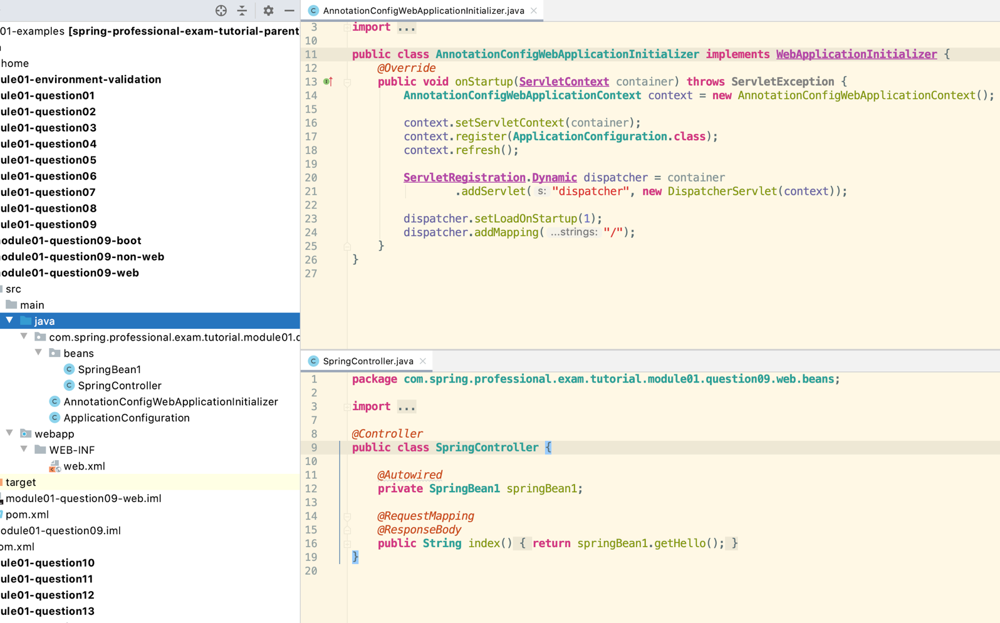 01-examples [spring-professional-exam-tutorial-parent
home
ule01-environment-validation
ule01-question01
ule01-question02
ule01-question03
ule01-question04
ule01-question05
ule01-question06
ule01-question07
ule01-question08
ule01-question09
odule01-question09-boot
odule01-question09-non-web
odule01-question09-web
src
main
java
com.spring.professional.exam.tutorial.module01.
beans
SpringBean1
SpringController
AnnotationConfigWebApplicationInitializer
ApplicationConfiguration
webapp
WEB-INF
web.xml
target
module01-question09-web.iml
pom.xml
odule01-question09.iml
om.xml
ule01-question10
ule01-question11
ule01-question12
ule01-question13
AnnotationConfigWebApplicationInitializer.java
3 import ...
10
11 public class AnnotationConfigWebApplicationInitializer implements WebApplicationInitializer {
12 @Override
13 public void onStartup(ServletContext container) throws ServletException {
14 AnnotationConfigWebApplicationContext context = new AnnotationConfigWebApplicationContext();
15
16 context.setServletContext(container);
17 context.register(ApplicationConfiguration.class);
18 context.refresh();
19
20 ServletRegistration.Dynamic dispatcher = container
21 .addServlet( s: "dispatcher", new DispatcherServlet(context));
22
23 dispatcher.setLoadOnStartup(1);
24 dispatcher.addMapping( ...strings: "/");
25 }
26 }
27
SpringController.java
1 package com.spring.professional.exam.tutorial.module01.question09.web.beans;
2
3 import ...
7
8 @Controller
9 public class SpringController {
10
11 @Autowired
12 private SpringBean1 springBean1;
13
14 @RequestMapping
15 @ResponseBody
16 public String index() { return springBean1.getHello(); }
19 }
20